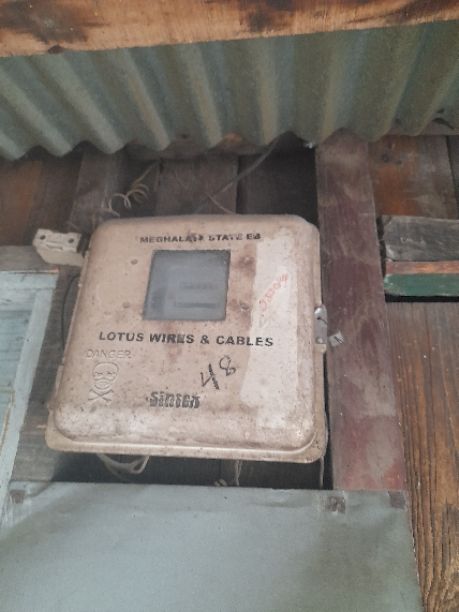 MEGHALAYA STATE EB
LOTUS WIRES & CABLES
DANGER
48
Sintex